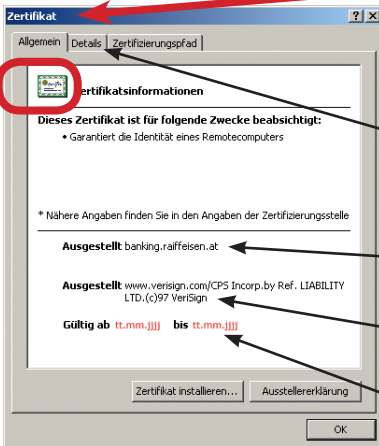 Zertifikat
Allgemein Details Zertifizierungspfad
ertifikatsinformationen
Dieses Zertifikat ist für folgende Zwecke beabsichtigt:
• Garantiert die Identität eines Remotecomputers
* Nähere Angaben finden Sie in den Angaben der Zertifizierungsstelle
Ausgestellt banking.raiffeisen.at
Ausgestellt www.verisign.com/CPS Incorp.by Ref. LIABILITY
LTD.(c)97 VeriSign
Gültig ab tt.mm.jjjj bis tt.mm.jjjj
Zertifikat installieren... Ausstellererklärung
OK